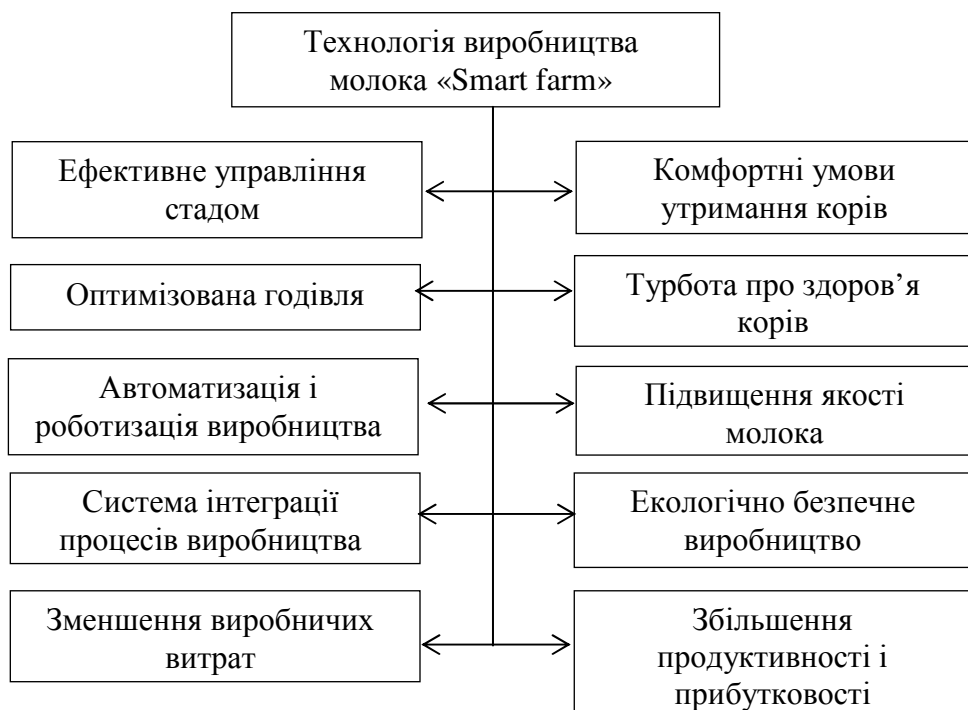 Технологія виробництва
молока «Smart farm»
Ефективне управління
стадом
Комфортні умови
утримання корів
Оптимізована годівля
Турбота про здоров’я
корів
Автоматизація і
роботизація виробництва
Підвищення якості
молока
Система інтеграції
процесів виробництва
Екологічно безпечне
виробництво
Зменшення виробничих
витрат
Збільшення
продуктивності і
прибутковості